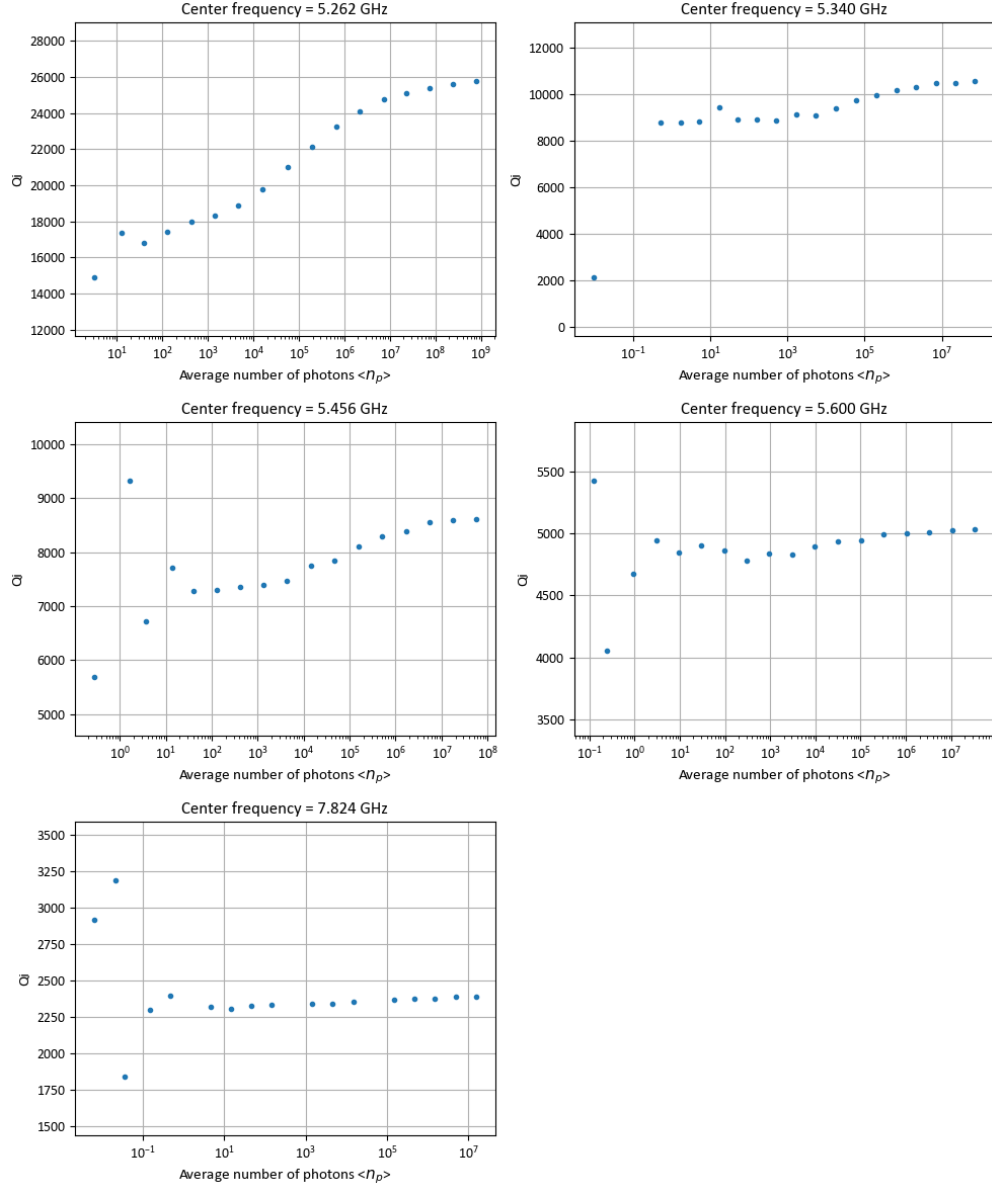 Center frequency = 5.262 GHz
28000
26000
24000
22000
20000
18000
16000
14000
12000
Qi
10¹ 10² 10³ 10⁴ 10⁵ 10⁶ 10⁷ 10⁸ 10⁹
Average number of photons <n_p>
Center frequency = 5.340 GHz
12000
10000
8000
6000
4000
2000
0
Qi
10⁻¹ 10¹ 10³ 10⁵ 10⁷
Average number of photons <n_p>
Center frequency = 5.456 GHz
10000
9000
8000
7000
6000
5000
Qi
10⁰ 10¹ 10² 10³ 10⁴ 10⁵ 10⁶ 10⁷ 10⁸
Average number of photons <n_p>
Center frequency = 5.600 GHz
5500
5000
4500
4000
3500
Qi
10⁻¹ 10⁰ 10¹ 10² 10³ 10⁴ 10⁵ 10⁶ 10⁷
Average number of photons <n_p>
Center frequency = 7.824 GHz
3500
3250
3000
2750
2500
2250
2000
1750
1500
Qi
10⁻¹ 10¹ 10³ 10⁵ 10⁷
Average number of photons <n_p>